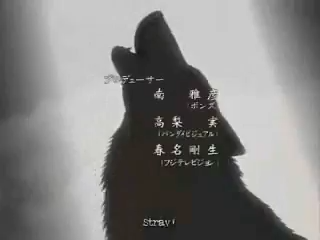 プロデューサー
南 雅彦
(ボンズ)
高梨 実
(バンダイビジュアル)
春名剛生
(フジテレビジョン)
stray